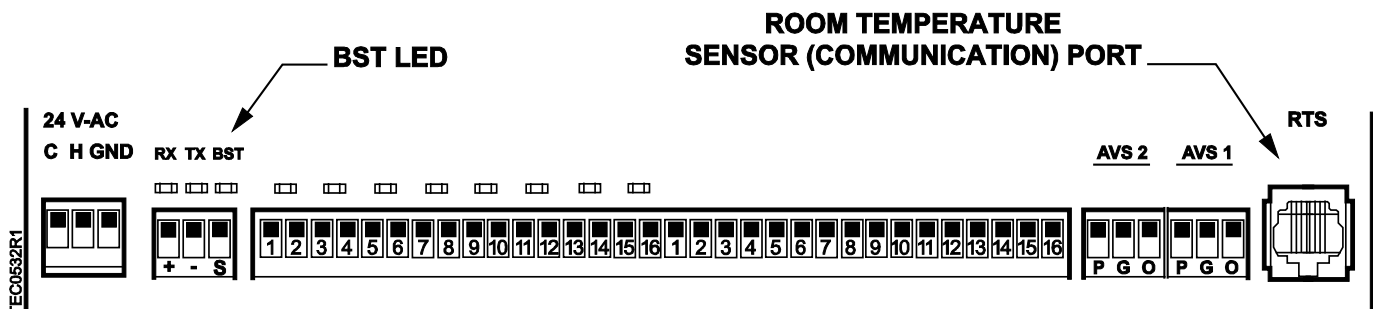 ROOM TEMPERATURE
SENSOR (COMMUNICATION) PORT
BST LED
24 V-AC
C H GND
RX TX BST
AVS 2 AVS 1
RTS
1 2 3 4 5 6 7 8 9 10 11 12 13 14 15 16 1 2 3 4 5 6 7 8 9 10 11 12 13 14 15 16
+ - S
P G O P G O
TEC0532R1